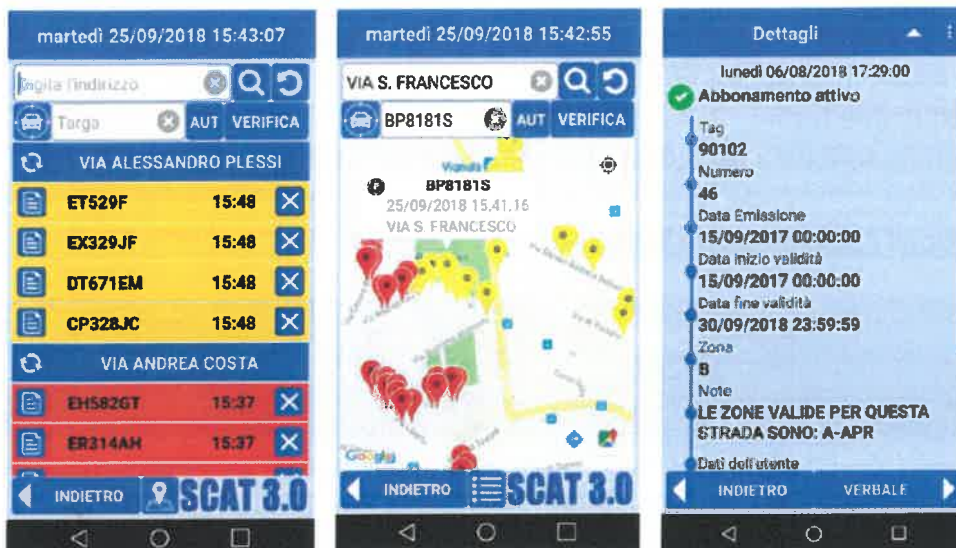 martedì 25/09/2018 15:43:07
Targa
AUT
VERIFICA
VIA ALESSANDRO PLESSI
ET529F 15:48
EX329JF 15:48
DT671EM 15:48
CP328JC 15:48
VIA ANDREA COSTA
EH582GT 15:37
ER314AH 15:37
INDIETRO
SCAT 3.0
martedì 25/09/2018 15:42:55
VIA S. FRANCESCO
BP8181S
AUT
VERIFICA
BP8181S
25/09/2018 15.41.16
VIA S. FRANCESCO
Google
INDIETRO
SCAT 3.0
Dettagli
lunedì 06/08/2018 17:29:00
Abbonamento attivo
Tag
90102
Numero
46
Data Emissione
15/09/2017 00:00:00
Data inizio validità
15/09/2017 00:00:00
Data fine validità
30/09/2018 23:59:59
Zona
B
Note
LE ZONE VALIDE PER QUESTA
STRADA SONO: A-APR
Dati dell'utente
INDIETRO
VERBALE